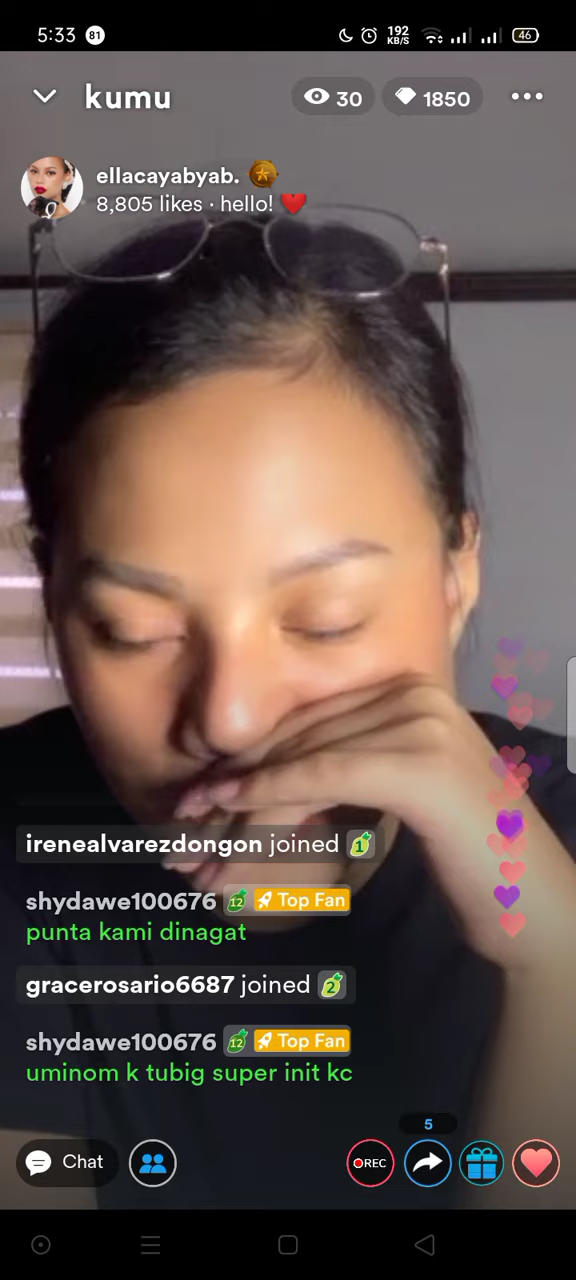 5:33 81 192 KB/S 46
kumu 30 1850
ellacayabyab.
8,805 likes · hello! ❤️
irenealvarezdongon joined 1
shydawe100676 12 Top Fan
punta kami dinagat
gracerosario6687 joined 2
shydawe100676 12 Top Fan
uminom k tubig super init kc
5
Chat REC